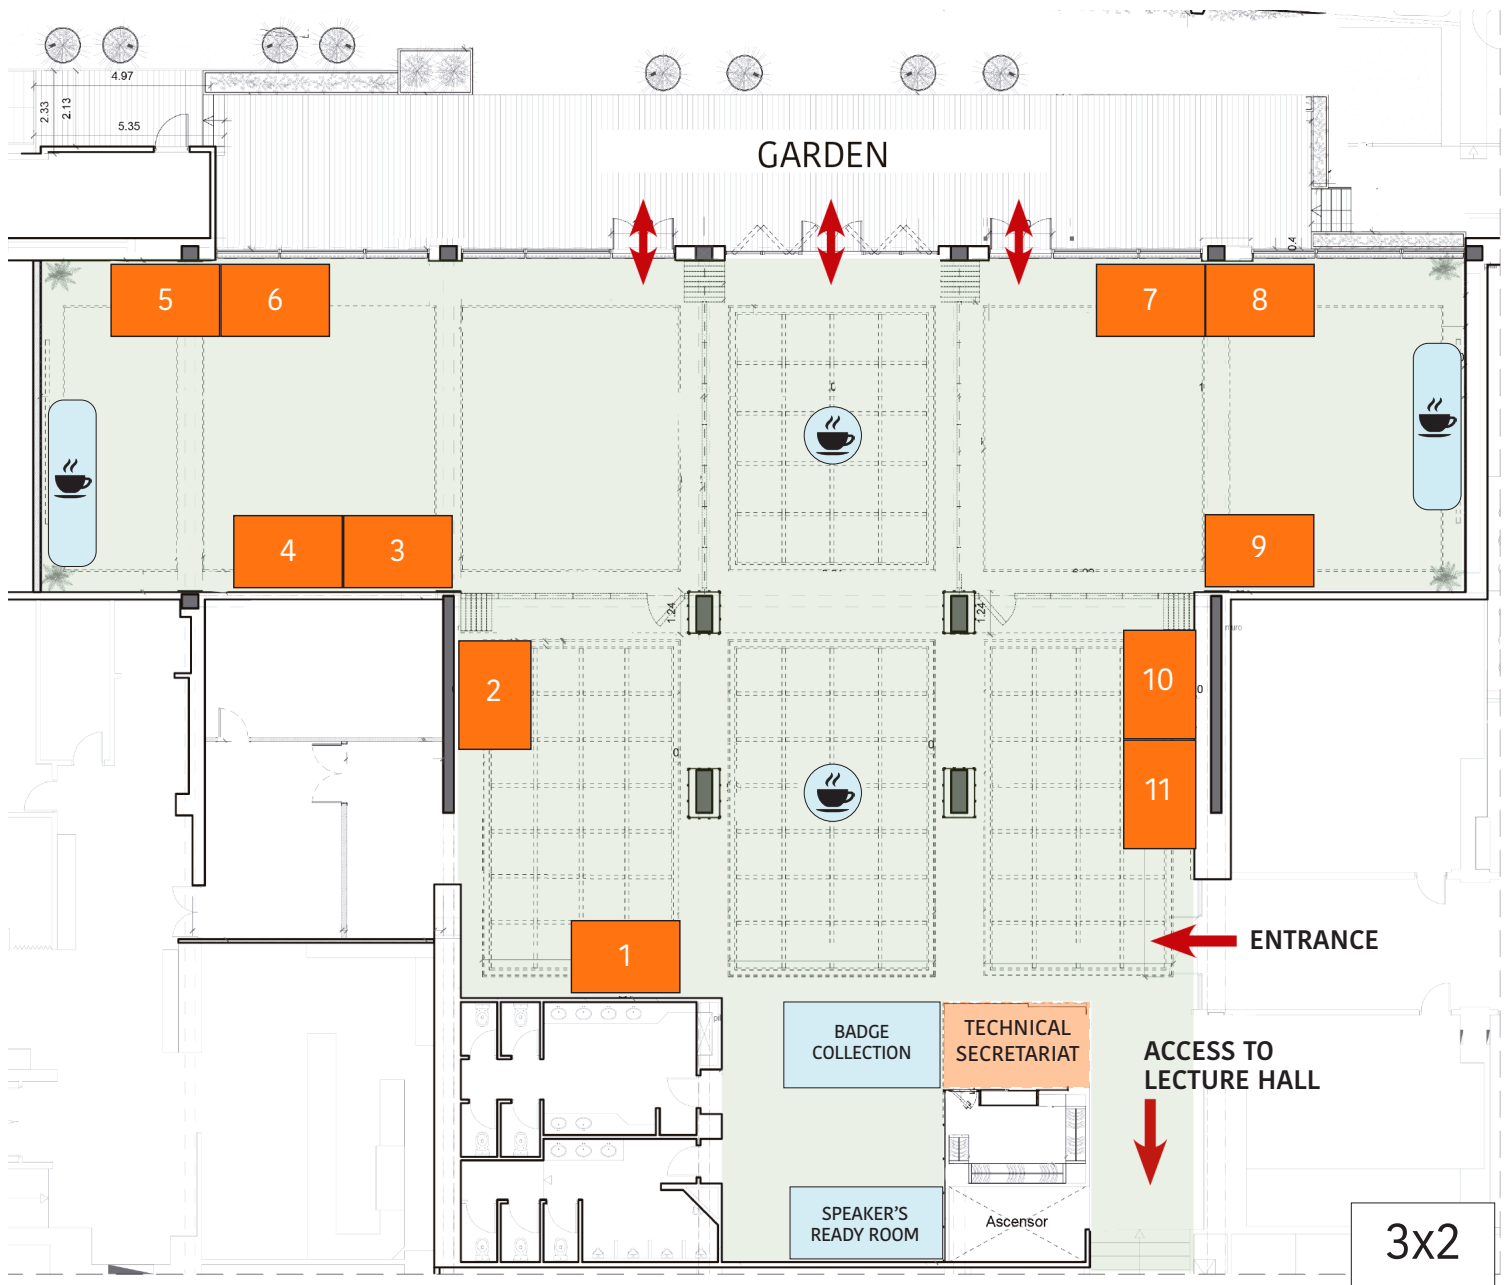 4.97
2.33
2.13
5.35
GARDEN
0.4
5
6
7
8
4
3
9
1.24
1.24
muro
2
10
11
1
ENTRANCE
BADGE
COLLECTION
TECHNICAL
SECRETARIAT
ACCESS TO
LECTURE HALL
SPEAKER'S
READY ROOM
Ascensor
3x2